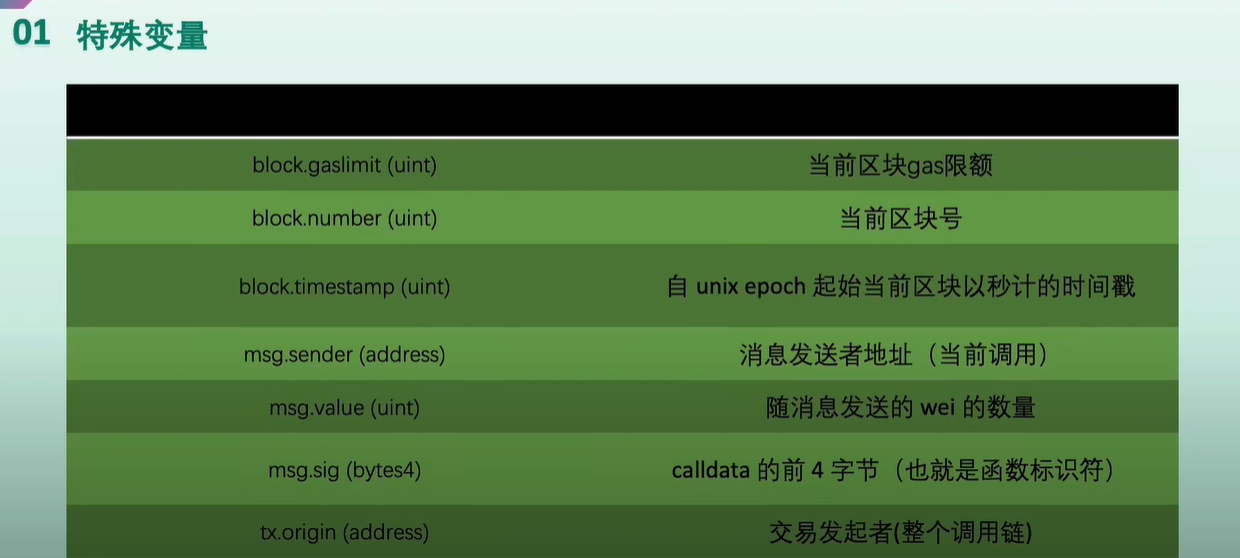 01 特殊变量
block.gaslimit (uint) 当前区块gas限额
block.number (uint) 当前区块号
block.timestamp (uint) 自 unix epoch 起始当前区块以秒计的时间戳
msg.sender (address) 消息发送者地址（当前调用）
msg.value (uint) 随消息发送的 wei 的数量
msg.sig (bytes4) calldata 的前 4 字节（也就是函数标识符）
tx.origin (address) 交易发起者(整个调用链)